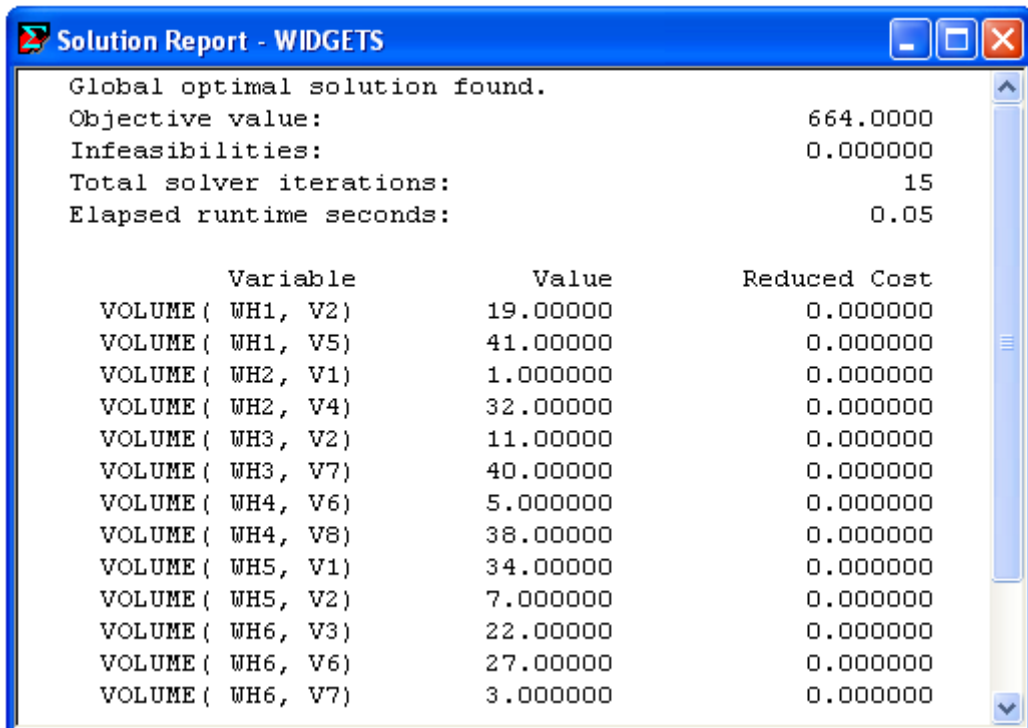 Solution Report - WIDGETS
Global optimal solution found.
Objective value: 664.0000
Infeasibilities: 0.000000
Total solver iterations: 15
Elapsed runtime seconds: 0.05
Variable Value Reduced Cost
VOLUME( WH1, V2) 19.00000 0.000000
VOLUME( WH1, V5) 41.00000 0.000000
VOLUME( WH2, V1) 1.000000 0.000000
VOLUME( WH2, V4) 32.00000 0.000000
VOLUME( WH3, V2) 11.00000 0.000000
VOLUME( WH3, V7) 40.00000 0.000000
VOLUME( WH4, V6) 5.000000 0.000000
VOLUME( WH4, V8) 38.00000 0.000000
VOLUME( WH5, V1) 34.00000 0.000000
VOLUME( WH5, V2) 7.000000 0.000000
VOLUME( WH6, V3) 22.00000 0.000000
VOLUME( WH6, V6) 27.00000 0.000000
VOLUME( WH6, V7) 3.000000 0.000000